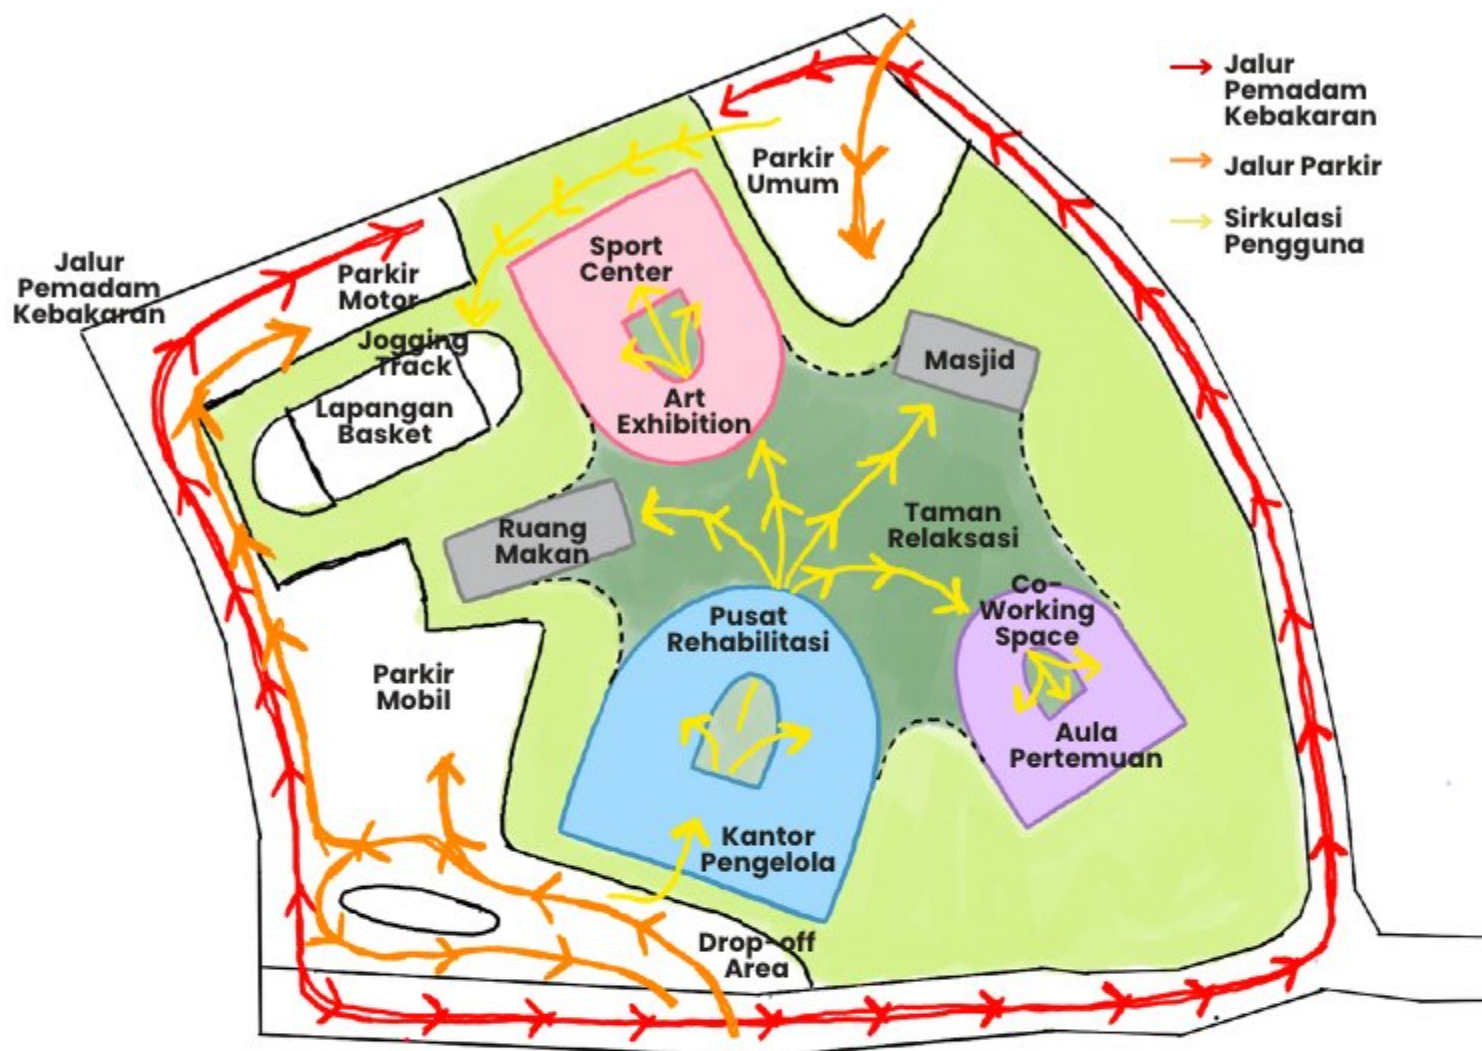 Jalur
Pemadam
Kebakaran
Jalur Parkir
Sirkulasi
Pengguna
Parkir
Umum
Sport
Center
Jalur
Pemadam
Kebakaran
Parkir
Motor
Jogging
Track
Lapangan
Basket
Art
Exhibition
Masjid
Ruang
Makan
Taman
Relaksasi
Co-
Working
Space
Pusat
Rehabilitasi
Parkir
Mobil
Aula
Pertemuan
Kantor
Pengelola
Drop-off
Area